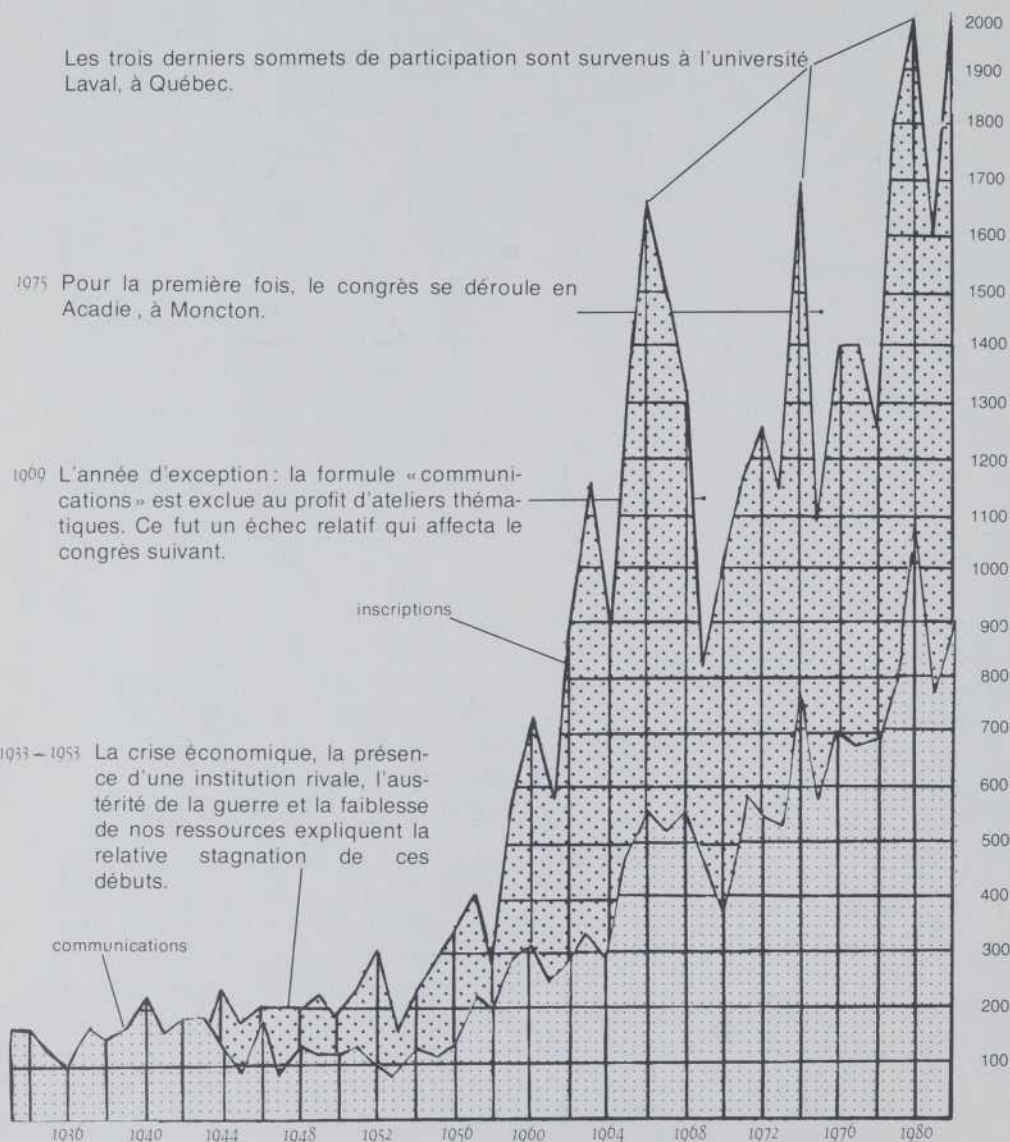 Les trois derniers sommets de participation sont survenus à l'université
Laval, à Québec.
1975 Pour la première fois, le congrès se déroule en
Acadie, à Moncton.
1969 L'année d'exception: la formule «communi-
cations» est exclue au profit d'ateliers théma-
tiques. Ce fut un échec relatif qui affecta le
congrès suivant.
inscriptions
1933–1953 La crise économique, la présen-
ce d'une institution rivale, l'aus-
térité de la guerre et la faiblesse
de nos ressources expliquent la
relative stagnation de ces
débuts.
communications
2000
1900
1800
1700
1600
1500
1400
1300
1200
1100
1000
900
800
700
600
500
400
300
200
100
1936 1940 1944 1948 1952 1956 1960 1964 1968 1972 1976 1980